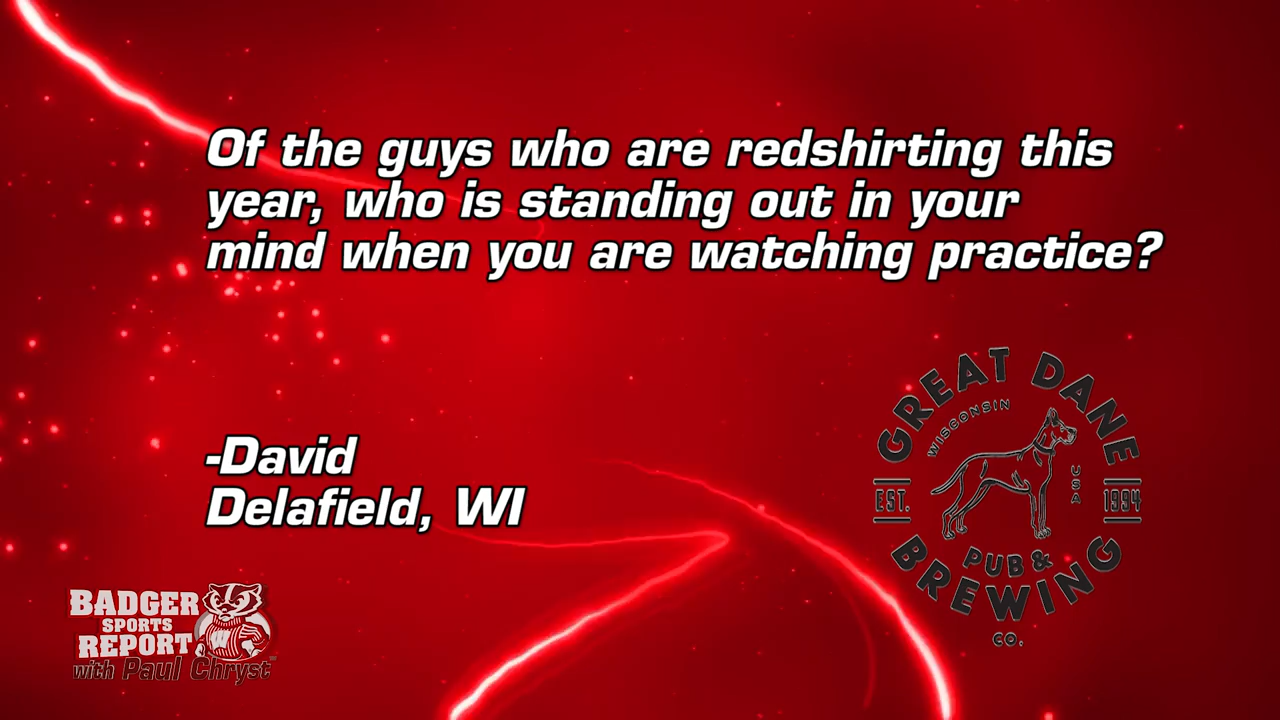 Of the guys who are redshirting this
year, who is standing out in your
mind when you are watching practice?
-David
Delafield, WI
GREAT DANE
WISCONSIN
USA
EST. 1994
PUB &
BREWING
CO.
BADGER
SPORTS
REPORT
with Paul Chryst